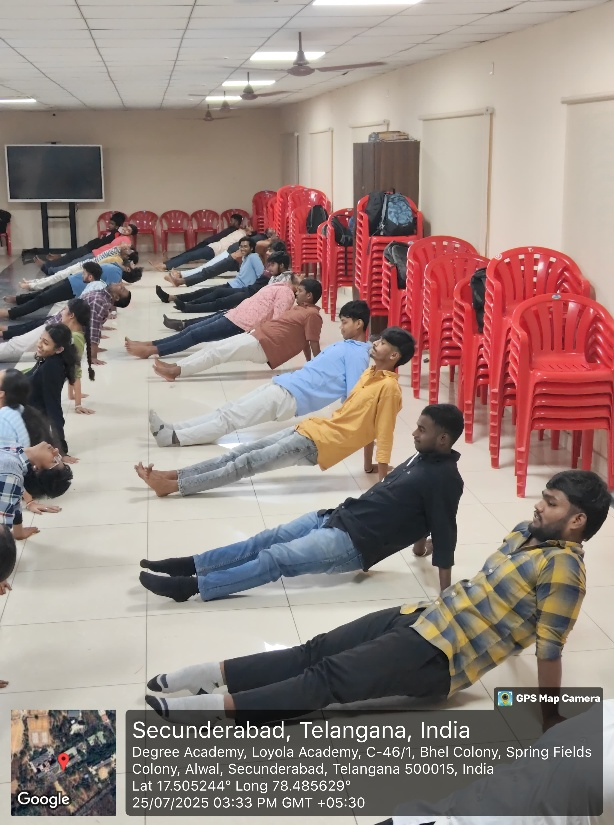 GPS Map Camera
Secunderabad, Telangana, India
Degree Academy, Loyola Academy, C-46/1, Bhel Colony, Spring Fields
Colony, Alwal, Secunderabad, Telangana 500015, India
Lat 17.505244° Long 78.485629°
25/07/2025 03:33 PM GMT +05:30
Google